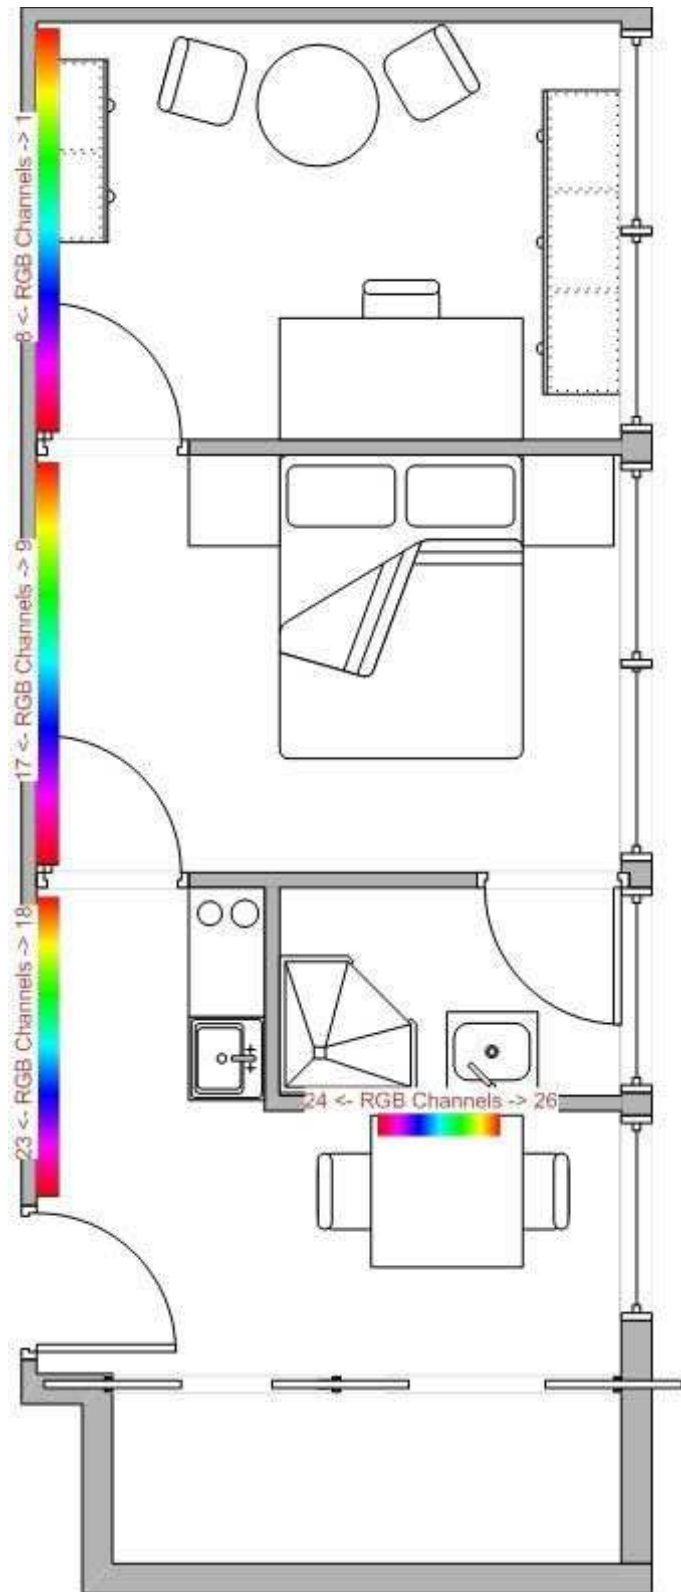 8 <- RGB Channels -> 1
17 <- RGB Channels -> 9
23 <- RGB Channels -> 18
24 <- RGB Channels -> 26